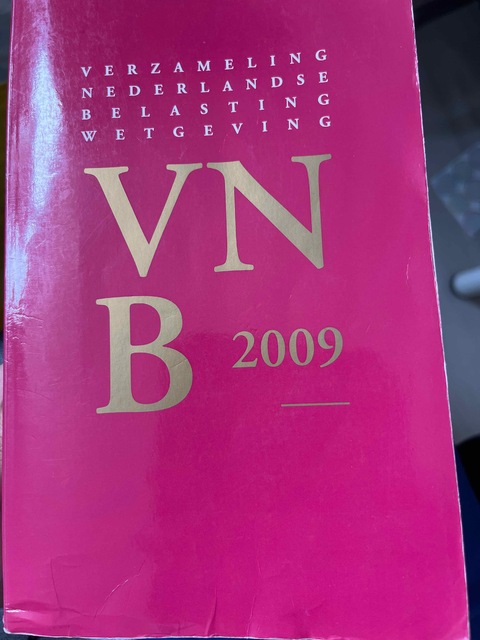 VERZAMELING
NEDERLANDSE
BELASTING
WETGEVING
VN
B 2009